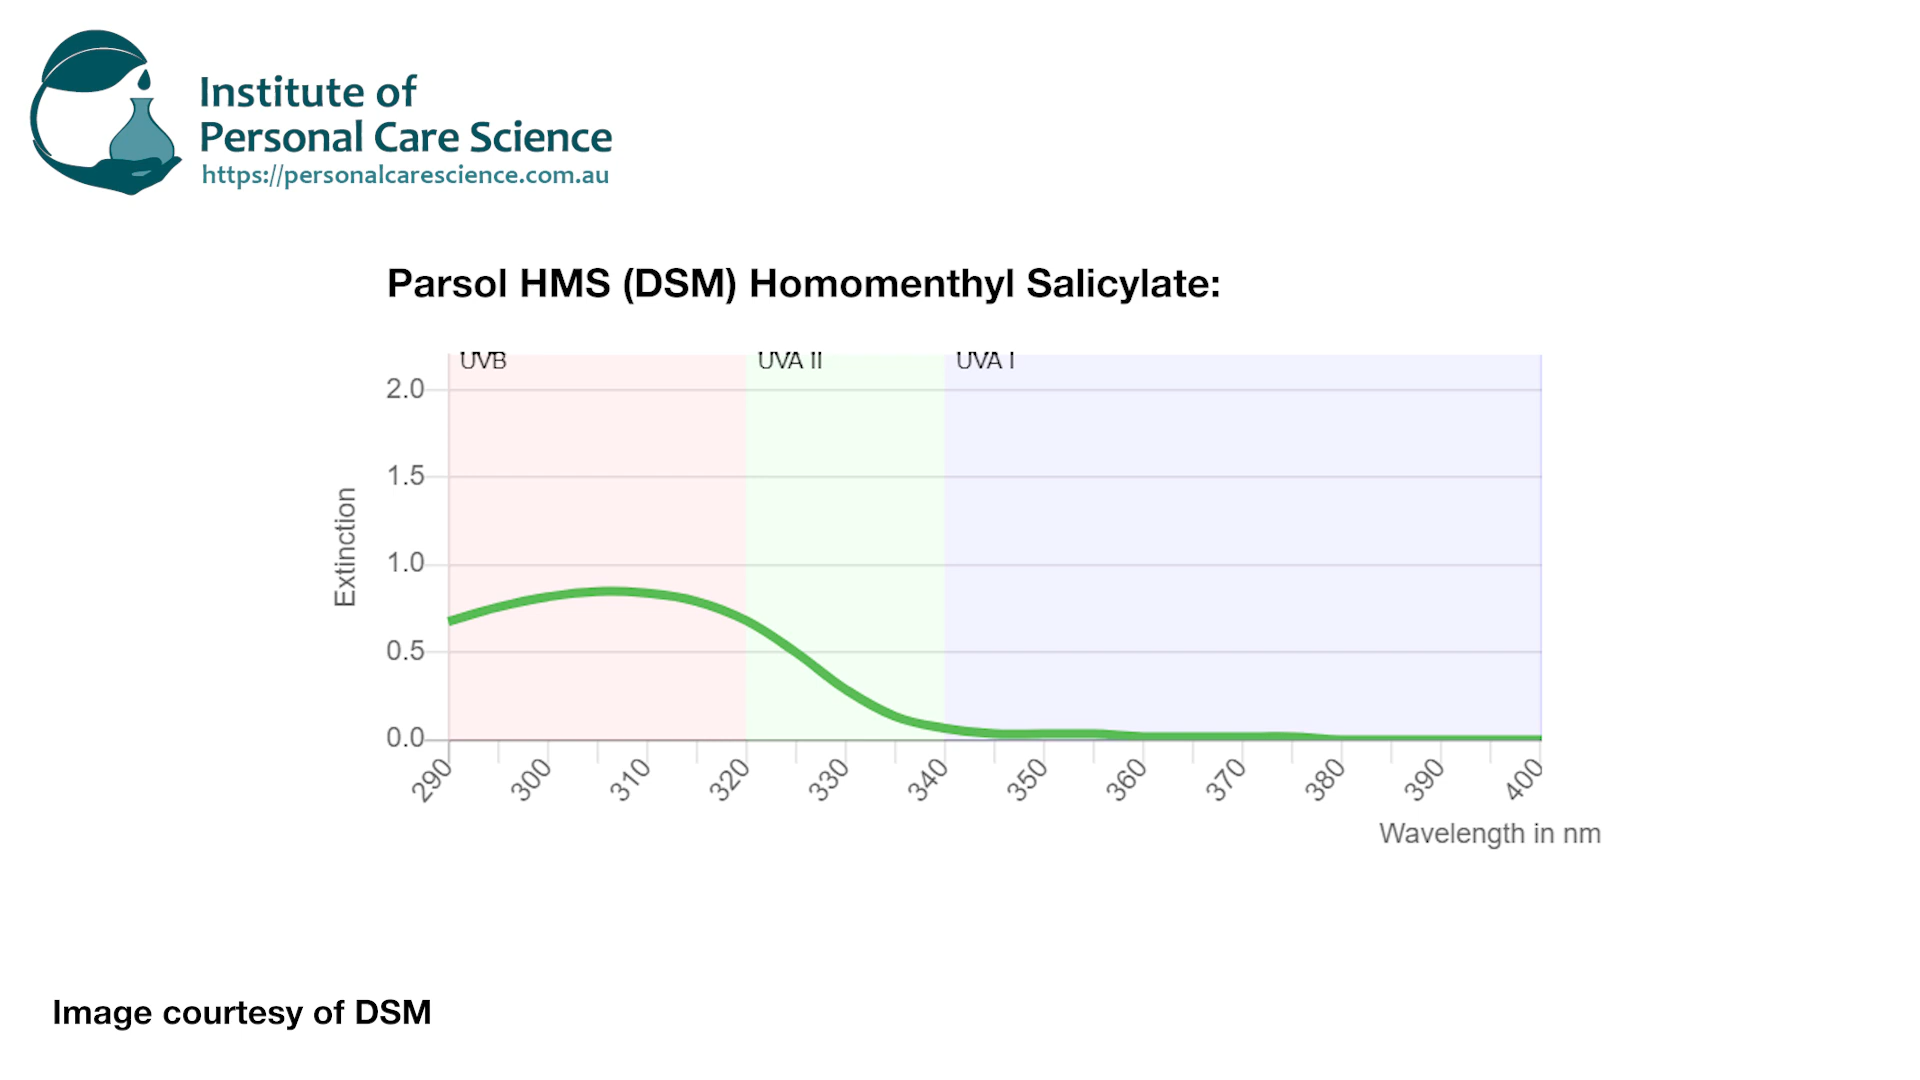 Institute of
Personal Care Science
https://personalcarescience.com.au
Parsol HMS (DSM) Homomenthyl Salicylate:
UVB UVA II UVA I
2.0
1.5
1.0
0.5
0.0
Extinction
290 300 310 320 330 340 350 360 370 380 390 400
Wavelength in nm
Image courtesy of DSM